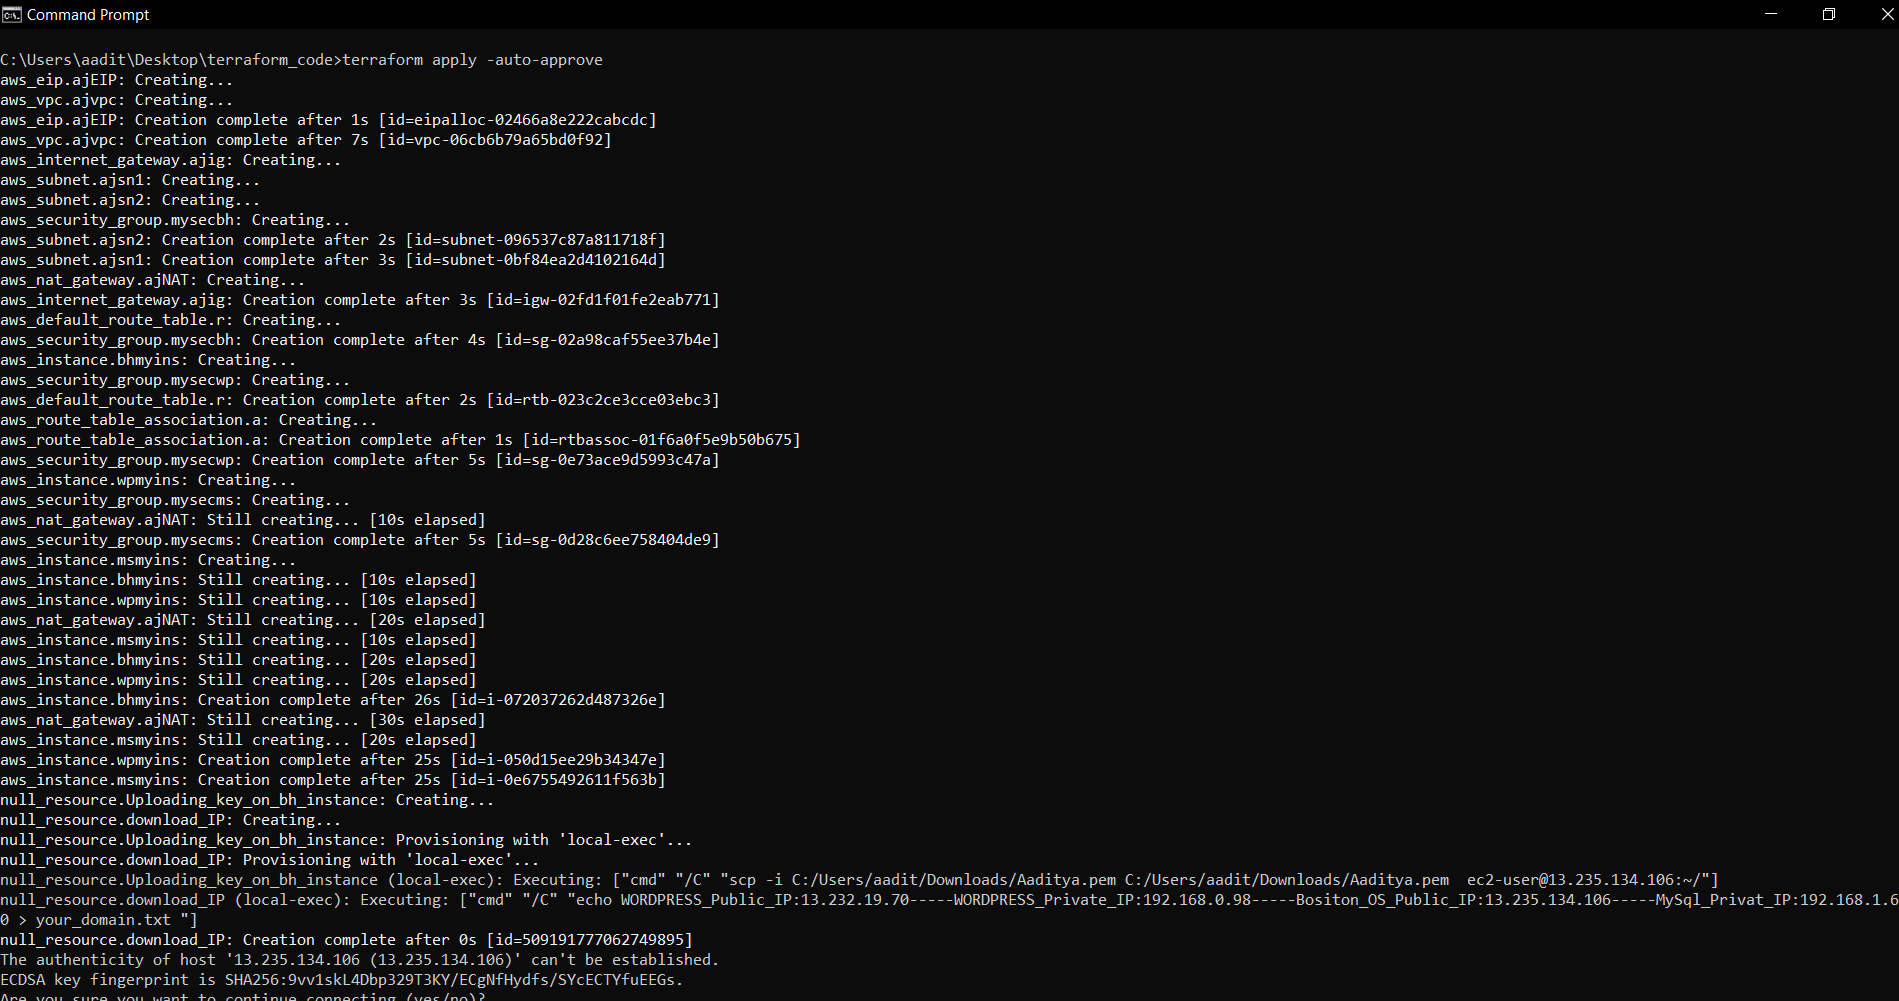 Command Prompt
C:\Users\aadit\Desktop\terraform_code>terraform apply -auto-approve
aws_eip.ajEIP: Creating...
aws_vpc.ajvpc: Creating...
aws_eip.ajEIP: Creation complete after 1s [id=eipalloc-02466a8e222cabcdc]
aws_vpc.ajvpc: Creation complete after 7s [id=vpc-06cb6b79a65bd0f92]
aws_internet_gateway.ajig: Creating...
aws_subnet.ajsn1: Creating...
aws_subnet.ajsn2: Creating...
aws_security_group.mysecbh: Creating...
aws_subnet.ajsn2: Creation complete after 2s [id=subnet-096537c87a811718f]
aws_subnet.ajsn1: Creation complete after 3s [id=subnet-0bf84ea2d4102164d]
aws_nat_gateway.ajNAT: Creating...
aws_internet_gateway.ajig: Creation complete after 3s [id=igw-02fd1f01fe2eab771]
aws_default_route_table.r: Creating...
aws_security_group.mysecbh: Creation complete after 4s [id=sg-02a98caf55ee37b4e]
aws_instance.bhmyins: Creating...
aws_security_group.mysecwp: Creating...
aws_default_route_table.r: Creation complete after 2s [id=rtb-023c2ce3cce03ebc3]
aws_route_table_association.a: Creating...
aws_route_table_association.a: Creation complete after 1s [id=rtbassoc-01f6a0f5e9b50b675]
aws_security_group.mysecwp: Creation complete after 5s [id=sg-0e73ace9d5993c47a]
aws_instance.wpmyins: Creating...
aws_security_group.mysecms: Creating...
aws_nat_gateway.ajNAT: Still creating... [10s elapsed]
aws_security_group.mysecms: Creation complete after 5s [id=sg-0d28c6ee758404de9]
aws_instance.msmyins: Creating...
aws_instance.bhmyins: Still creating... [10s elapsed]
aws_instance.wpmyins: Still creating... [10s elapsed]
aws_nat_gateway.ajNAT: Still creating... [20s elapsed]
aws_instance.msmyins: Still creating... [10s elapsed]
aws_instance.bhmyins: Still creating... [20s elapsed]
aws_instance.wpmyins: Still creating... [20s elapsed]
aws_instance.bhmyins: Creation complete after 26s [id=i-072037262d487326e]
aws_nat_gateway.ajNAT: Still creating... [30s elapsed]
aws_instance.msmyins: Still creating... [20s elapsed]
aws_instance.wpmyins: Creation complete after 25s [id=i-050d15ee29b34347e]
aws_instance.msmyins: Creation complete after 25s [id=i-0e6755492611f563b]
null_resource.Uploading_key_on_bh_instance: Creating...
null_resource.download_IP: Creating...
null_resource.Uploading_key_on_bh_instance: Provisioning with 'local-exec'...
null_resource.download_IP: Provisioning with 'local-exec'...
null_resource.Uploading_key_on_bh_instance (local-exec): Executing: ["cmd" "/C" "scp -i C:/Users/aadit/Downloads/Aaditya.pem C:/Users/aadit/Downloads/Aaditya.pem  ec2-user@13.235.134.106:~/"]
null_resource.download_IP (local-exec): Executing: ["cmd" "/C" "echo WORDPRESS_Public_IP:13.232.19.70-----WORDPRESS_Private_IP:192.168.0.98-----Bositon_OS_Public_IP:13.235.134.106-----MySql_Privat_IP:192.168.1.6
0 > your_domain.txt "]
null_resource.download_IP: Creation complete after 0s [id=509191777062749895]
The authenticity of host '13.235.134.106 (13.235.134.106)' can't be established.
ECDSA key fingerprint is SHA256:9vv1skL4Dbp329T3KY/ECgNfHydfs/SYcECTYfuEEGs.
Are you sure you want to continue connecting (yes/no)?